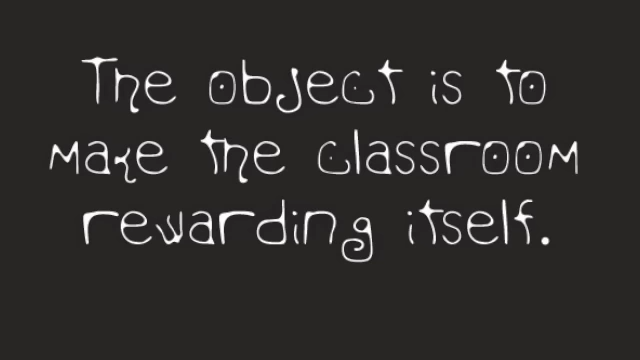 The object is to
make the classroom
rewarding itself.